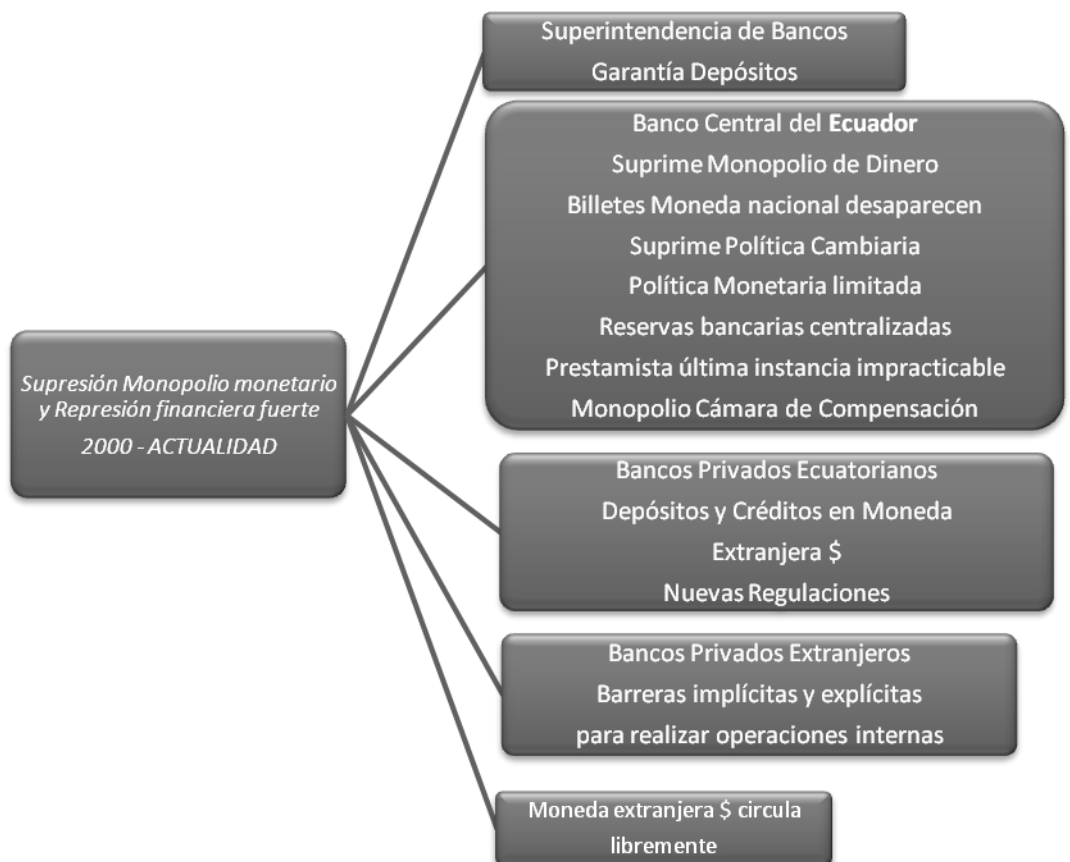 Supresión Monopolio monetario
y Represión financiera fuerte
2000 - ACTUALIDAD
Superintendencia de Bancos
Garantía Depósitos
Banco Central del Ecuador
Suprime Monopolio de Dinero
Billetes Moneda nacional desaparecen
Suprime Política Cambiaria
Política Monetaria limitada
Reservas bancarias centralizadas
Prestamista última instancia impracticable
Monopolio Cámara de Compensación
Bancos Privados Ecuatorianos
Depósitos y Créditos en Moneda
Extranjera $
Nuevas Regulaciones
Bancos Privados Extranjeros
Barreras implícitas y explícitas
para realizar operaciones internas
Moneda extranjera $ circula
libremente